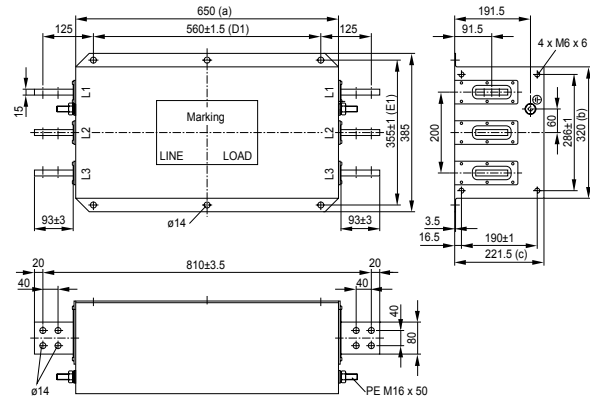 650 (a)
125
560±1.5 (D1)
125
L1
L1
15
Marking
L2
L2
LINE
LOAD
L3
L3
355±1 (E1)
385
93±3
ø14
93±3
191.5
91.5
4 x M6 x 6
200
60
286±1
320 (b)
3.5
16.5
190±1
221.5 (c)
20
810±3.5
20
40
40
40
80
ø14
PE M16 x 50